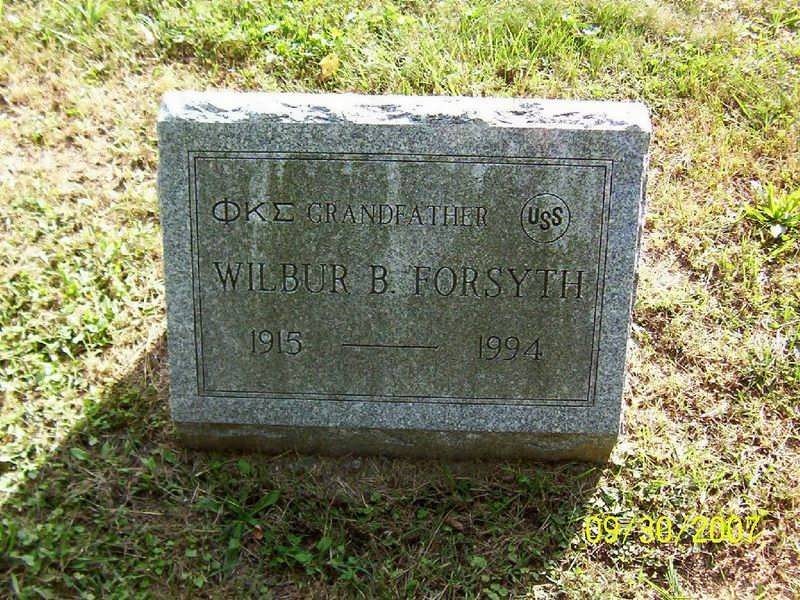 ΦΚΣ GRANDFATHER USS
WILBUR B. FORSYTH
1915 — 1994
09/30/2007